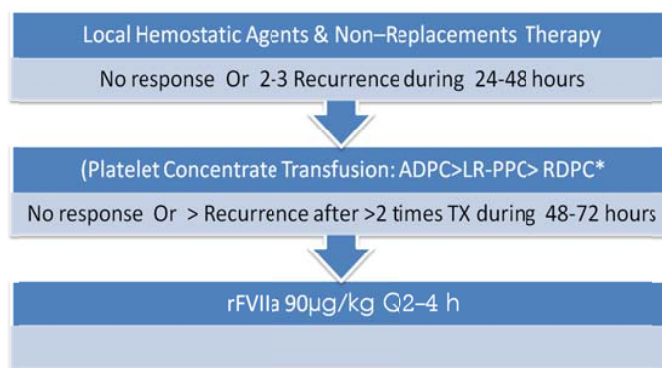 Local Hemostatic Agents & Non–Replacements Therapy
No response Or 2-3 Recurrence during 24-48 hours
(Platelet Concentrate Transfusion: ADPC>LR-PPC> RDPC*
No response Or > Recurrence after >2 times TX during 48-72 hours
rFVIIa 90µg/kg Q2–4 h